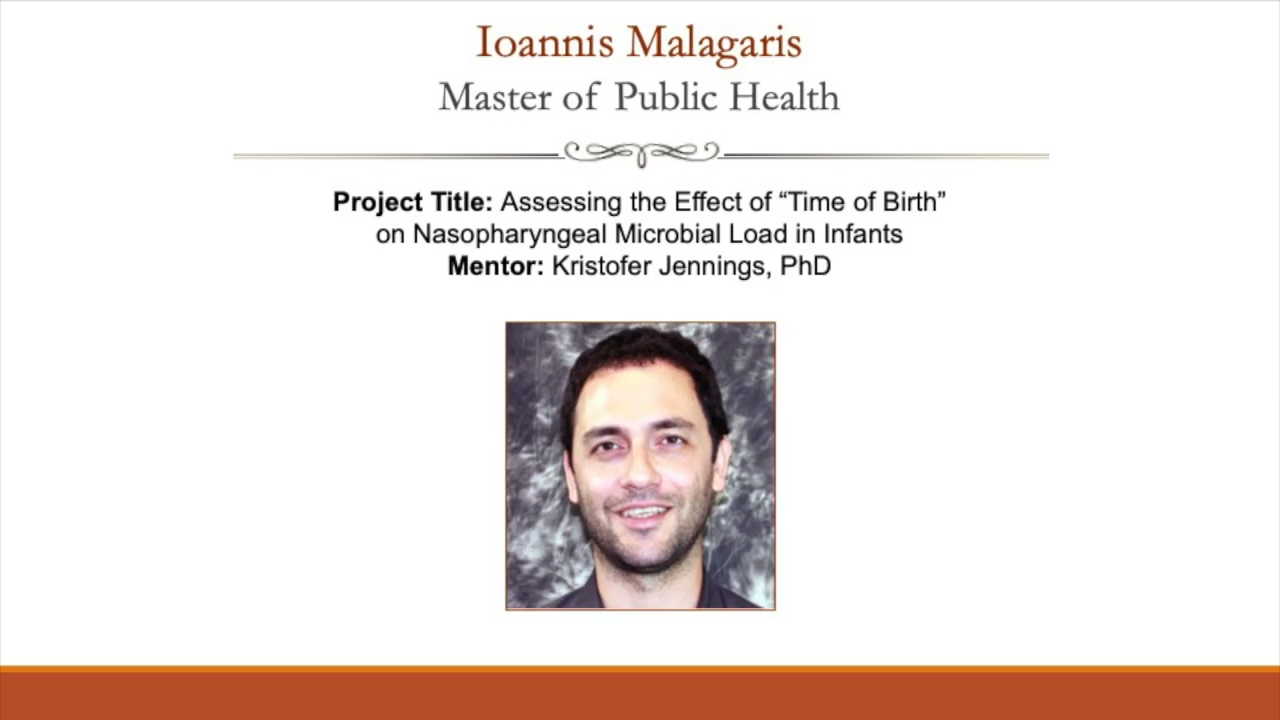 Ioannis Malagaris
Master of Public Health
Project Title: Assessing the Effect of “Time of Birth”
on Nasopharyngeal Microbial Load in Infants
Mentor: Kristofer Jennings, PhD